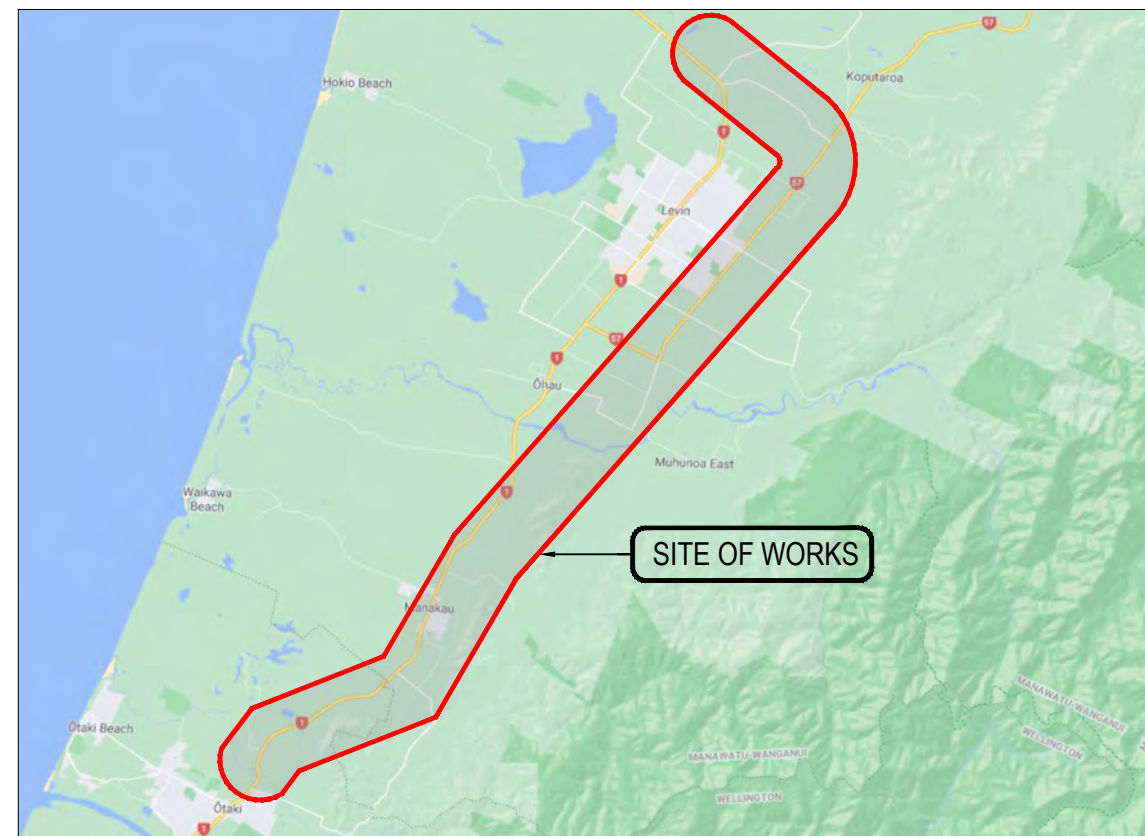 57
Koputaroa
Hokio Beach
1
57
Levin
1
57
1
Ōhau
Muhunoa East
1
Waikawa
Beach
SITE OF WORKS
Manakau
MANAWATU-WANGANUI
WELLINGTON
1
Ōtaki Beach
MANAWATU-WANGANUI
WELLINGTON
Ōtaki
1